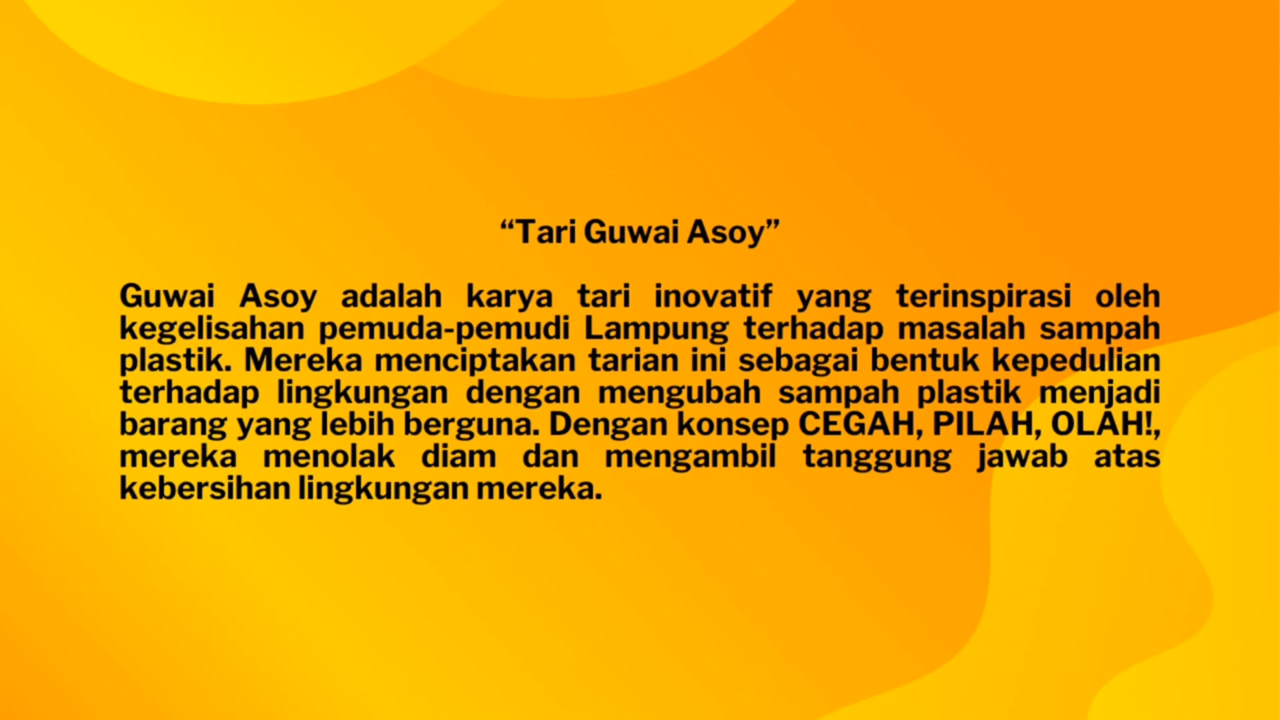 “Tari Guwai Asoy”
Guwai Asoy adalah karya tari inovatif yang terinspirasi oleh
kegelisahan pemuda-pemudi Lampung terhadap masalah sampah
plastik. Mereka menciptakan tarian ini sebagai bentuk kepedulian
terhadap lingkungan dengan mengubah sampah plastik menjadi
barang yang lebih berguna. Dengan konsep CEGAH, PILAH, OLAH!,
mereka menolak diam dan mengambil tanggung jawab atas
kebersihan lingkungan mereka.